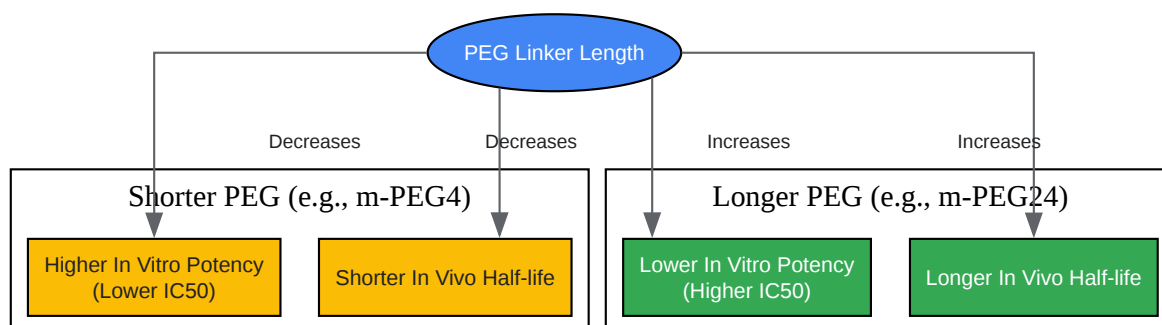 PEG Linker Length
Decreases
Decreases
Increases
Increases
Shorter PEG (e.g., m-PEG4)
Longer PEG (e.g., m-PEG24)
Higher In Vitro Potency
(Lower IC50)
Shorter In Vivo Half-life
Lower In Vitro Potency
(Higher IC50)
Longer In Vivo Half-life